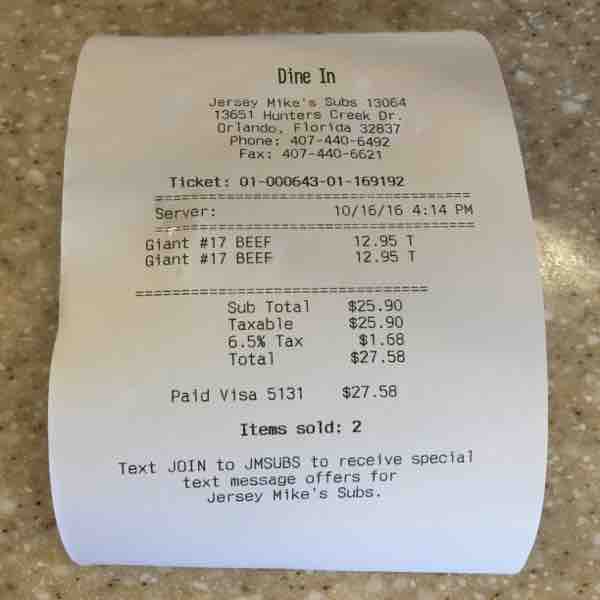 Dine In
Jersey Mike's Subs 13064
13651 Hunters Creek Dr.
Orlando, Florida 32837
Phone: 407-440-6492
Fax: 407-440-6621
Ticket: 01-000643-01-169192
==================================
Server: 10/16/16 4:14 PM
==================================
Giant #17 BEEF 12.95 T
Giant #17 BEEF 12.95 T
==============================
Sub Total $25.90
Taxable $25.90
6.5% Tax $1.68
Total $27.58
Paid Visa 5131 $27.58
Items sold: 2
Text JOIN to JMSUBS to receive special
text message offers for
Jersey Mike's Subs.